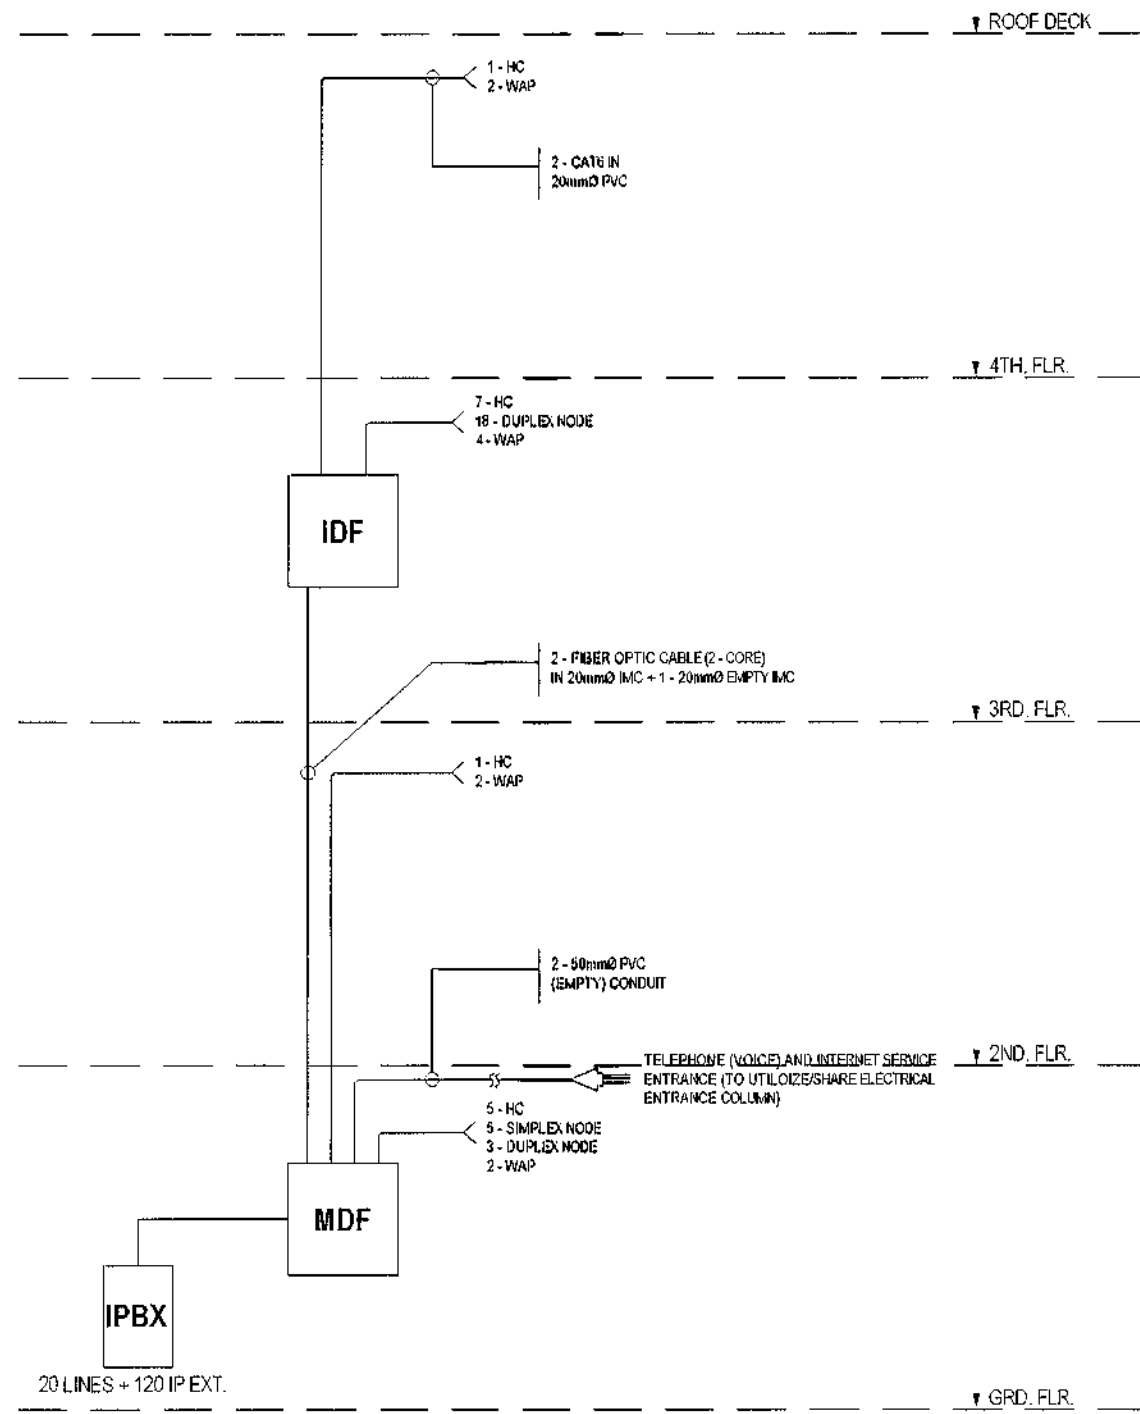 ROOF DECK
1 - HC
2 - WAP
2 - CAT6 IN
20mmØ PVC
4TH. FLR.
7 - HC
18 - DUPLEX NODE
4 - WAP
IDF
2 - FIBER OPTIC CABLE (2 - CORE)
IN 20mmØ IMC + 1 - 20mmØ EMPTY IMC
3RD. FLR.
1 - HC
2 - WAP
2 - 50mmØ PVC
(EMPTY) CONDUIT
2ND. FLR.
TELEPHONE (VOICE) AND INTERNET SERVICE
ENTRANCE (TO UTILOIZE/SHARE ELECTRICAL
ENTRANCE COLUMN)
5 - HC
5 - SIMPLEX NODE
3 - DUPLEX NODE
2 - WAP
MDF
IPBX
20 LINES + 120 IP EXT.
GRD. FLR.